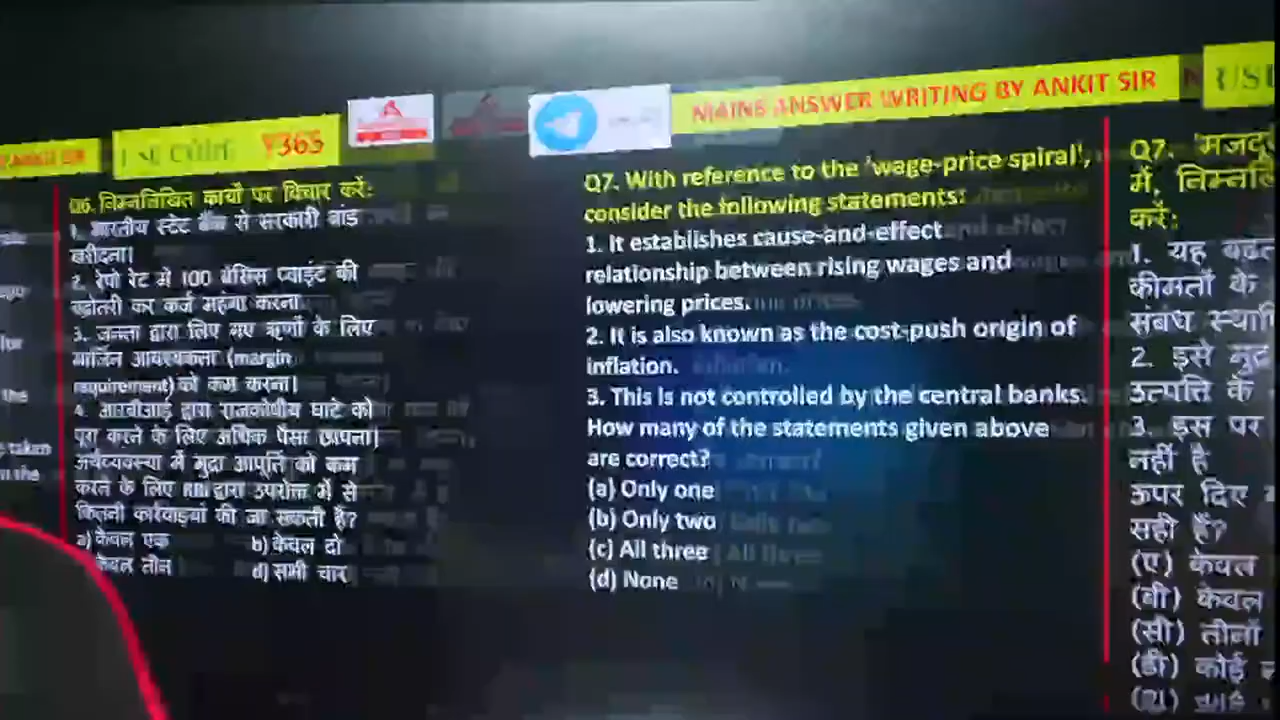 ANKIT SIR
USE CODE Y365
MAINS ANSWER WRITING BY ANKIT SIR
Q6. निम्नलिखित कार्यों पर विचार करें:
1. भारतीय स्टेट बैंक से सरकारी बांड
खरीदना।
2. रेपो रेट में 100 बेसिस प्वाइंट की
बढ़ोतरी कर कर्ज महंगा करना
3. जनता द्वारा लिए गए ऋणों के लिए
मार्जिन आवश्यकता (margin
requirement) को कम करना।
4. आरबीआई द्वारा राजकोषीय घाटे को
पूरा करने के लिए अधिक पैसा छापना|
अर्थव्यवस्था में मुद्रा आपूर्ति को कम
करने के लिए RBI द्वारा उपरोक्त में से
कितनी कार्रवाइयां की जा सकती हैं?
a) केवल एक b) केवल दो
केवल तीन d) सभी चार
Q7. With reference to the 'wage-price spiral',
consider the following statements:
1. It establishes cause-and-effect
relationship between rising wages and
lowering prices.
2. It is also known as the cost-push origin of
inflation.
3. This is not controlled by the central banks.
How many of the statements given above
are correct?
(a) Only one
(b) Only two
(c) All three
(d) None
Q7. 'मजदू
में, निम्नलि
करें:
1. यह बढ़त
कीमतों के
संबंध स्थापि
2. इसे मुद्र
उत्पत्ति के
3. इस पर
नहीं है
ऊपर दिए
सही हैं?
(ए) केवल
(बी) केवल
(सी) तीनों
(डी) कोई